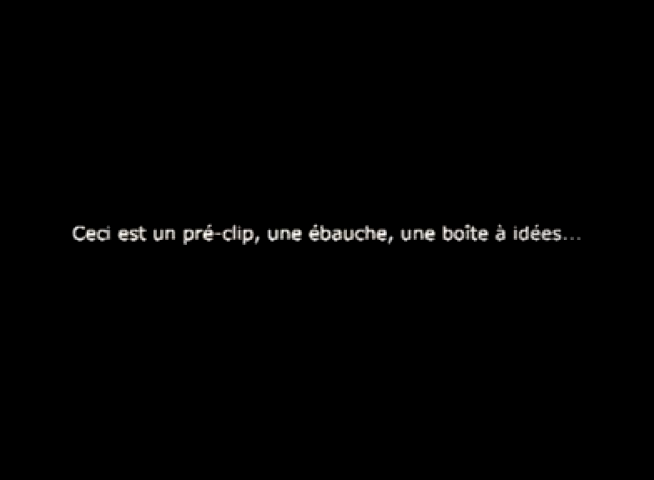 Ceci est un pré-clip, une ébauche, une boîte à idées...